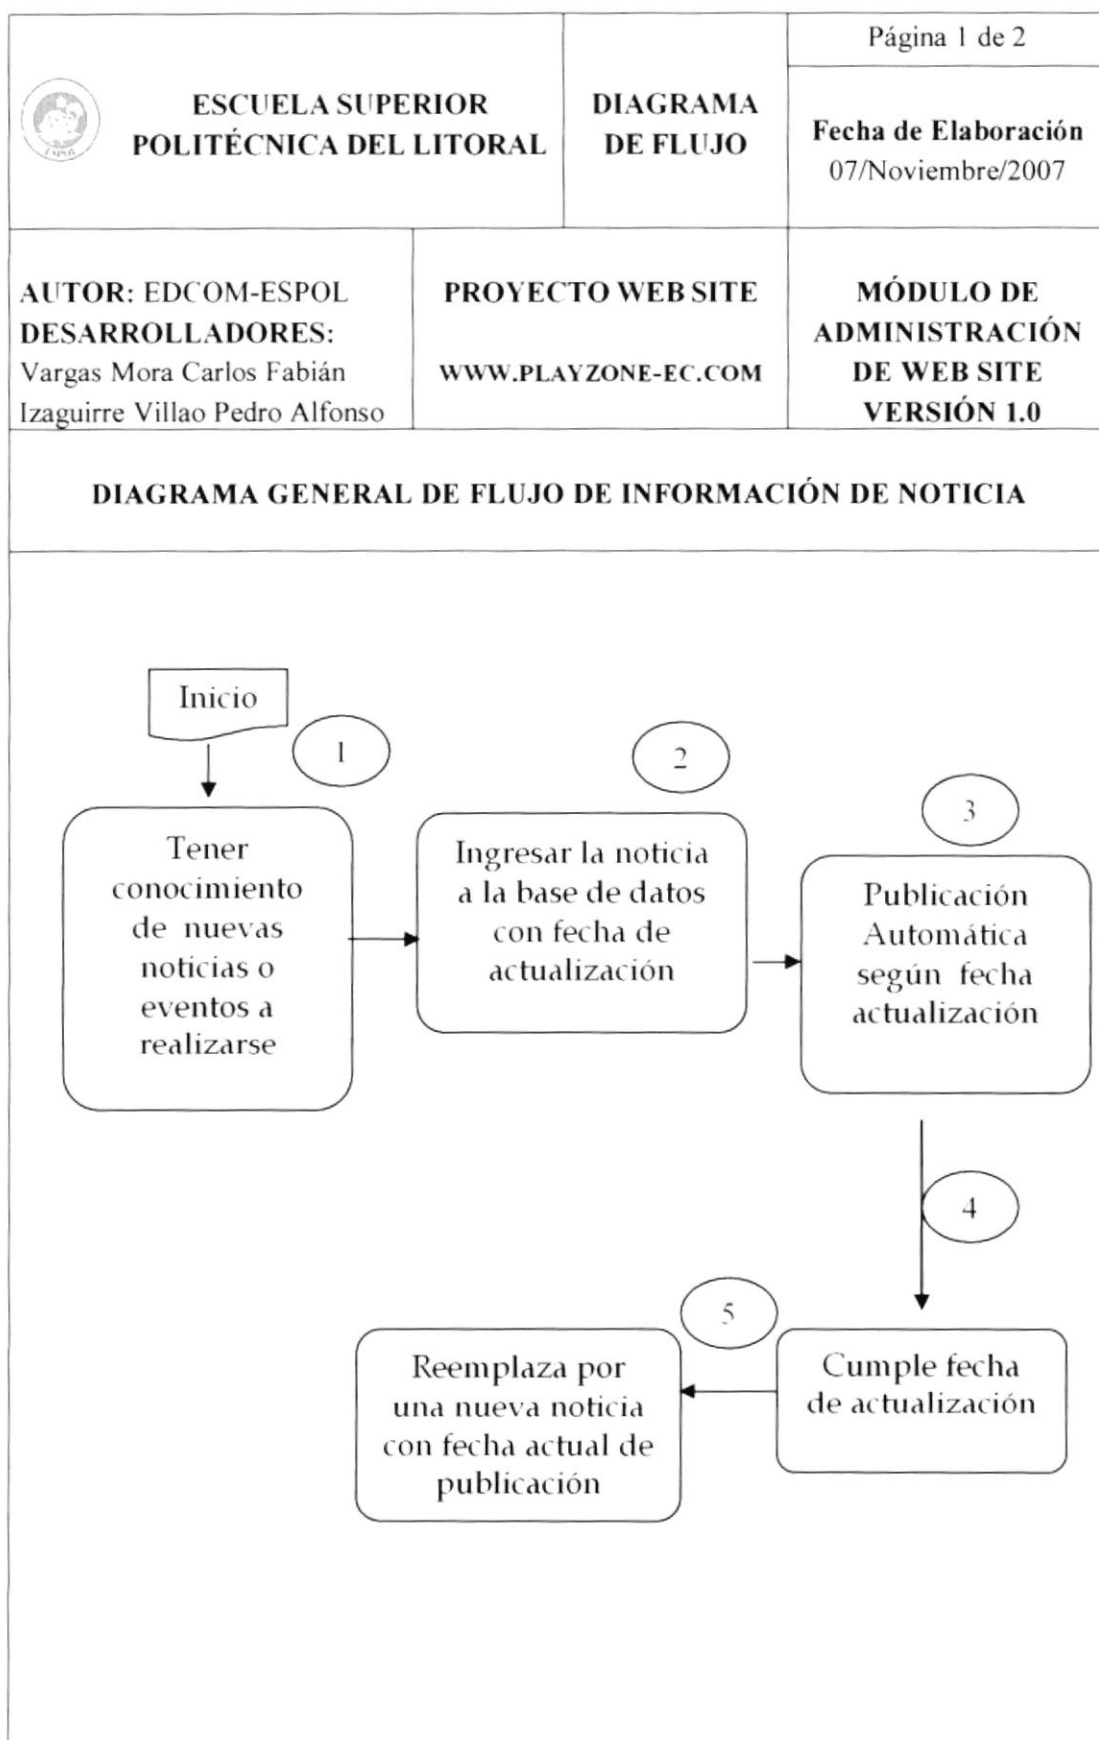 Página 1 de 2
ESCUELA SUPERIOR
POLITÉCNICA DEL LITORAL
DIAGRAMA
DE FLUJO
Fecha de Elaboración
07/Noviembre/2007
ESPOL
AUTOR: EDCOM-ESPOL
DESARROLLADORES:
Vargas Mora Carlos Fabián
Izaguirre Villao Pedro Alfonso
PROYECTO WEB SITE
WWW.PLAYZONE-EC.COM
MÓDULO DE
ADMINISTRACIÓN
DE WEB SITE
VERSIÓN 1.0
DIAGRAMA GENERAL DE FLUJO DE INFORMACIÓN DE NOTICIA
Inicio
1
Tener
conocimiento
de nuevas
noticias o
eventos a
realizarse
2
Ingresar la noticia
a la base de datos
con fecha de
actualización
3
Publicación
Automática
según fecha
actualización
4
Cumple fecha
de actualización
5
Reemplaza por
una nueva noticia
con fecha actual de
publicación